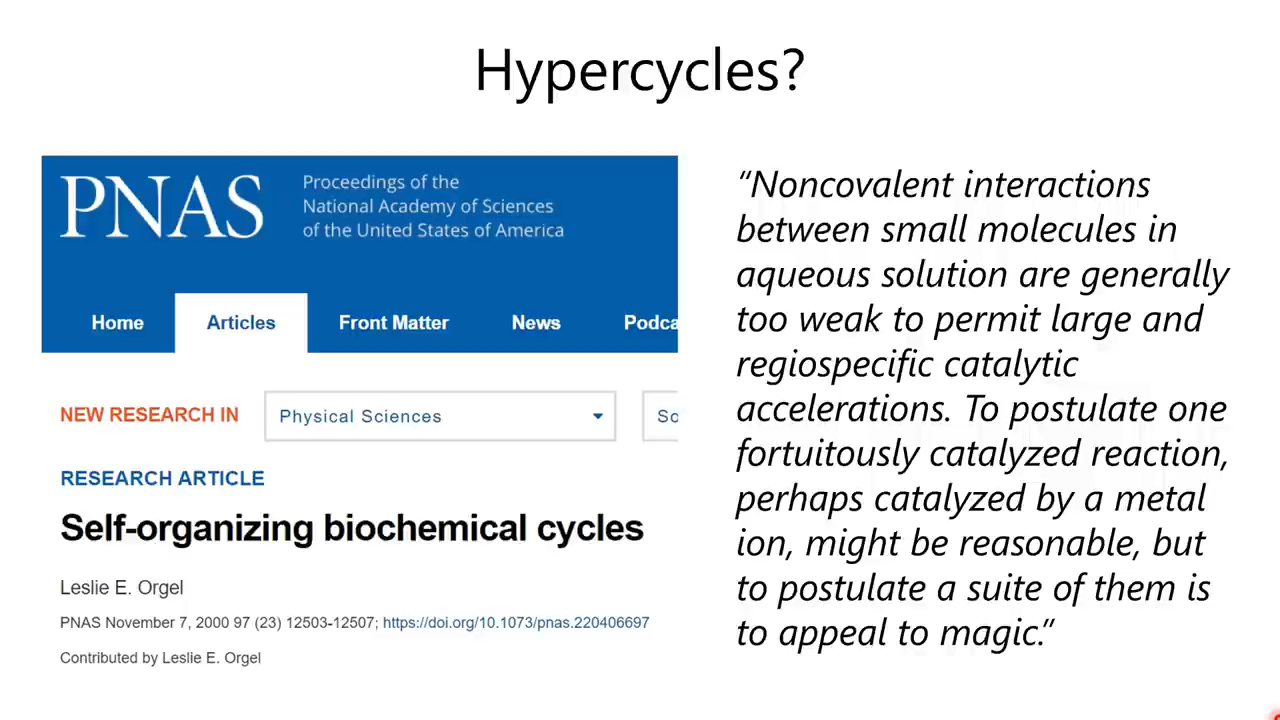 Hypercycles?
PNAS
Proceedings of the
National Academy of Sciences
of the United States of America
Home Articles Front Matter News Podca
NEW RESEARCH IN Physical Sciences So
RESEARCH ARTICLE
Self-organizing biochemical cycles
Leslie E. Orgel
PNAS November 7, 2000 97 (23) 12503-12507; https://doi.org/10.1073/pnas.220406697
Contributed by Leslie E. Orgel
“Noncovalent interactions
between small molecules in
aqueous solution are generally
too weak to permit large and
regiospecific catalytic
accelerations. To postulate one
fortuitously catalyzed reaction,
perhaps catalyzed by a metal
ion, might be reasonable, but
to postulate a suite of them is
to appeal to magic.”